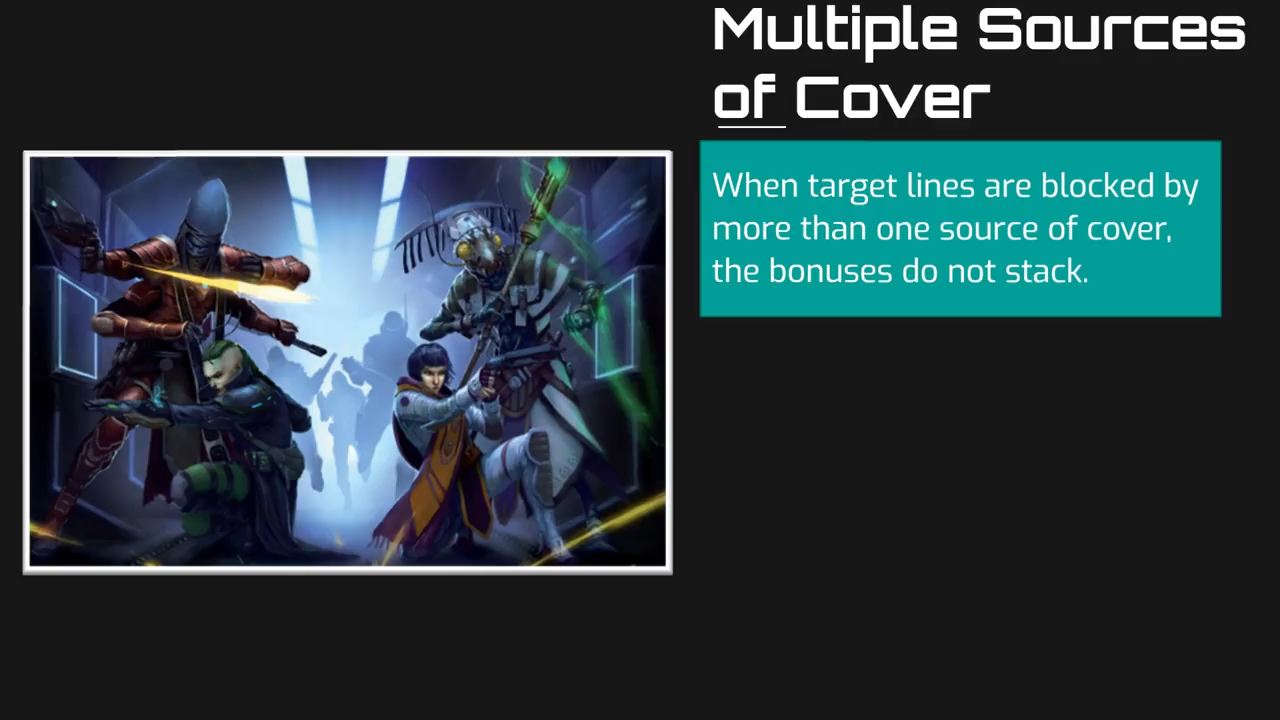 Multiple Sources
of Cover
When target lines are blocked by
more than one source of cover,
the bonuses do not stack.